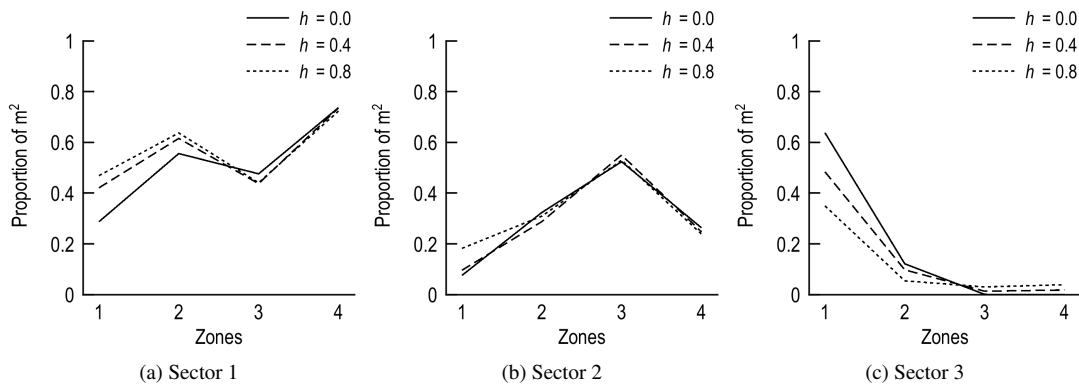 h = 0.0
h = 0.4
h = 0.8
1
0.8
0.6
0.4
0.2
0
Proportion of m²
1 2 3 4
Zones
(a) Sector 1
h = 0.0
h = 0.4
h = 0.8
1
0.8
0.6
0.4
0.2
0
Proportion of m²
1 2 3 4
Zones
(b) Sector 2
h = 0.0
h = 0.4
h = 0.8
1
0.8
0.6
0.4
0.2
0
Proportion of m²
1 2 3 4
Zones
(c) Sector 3